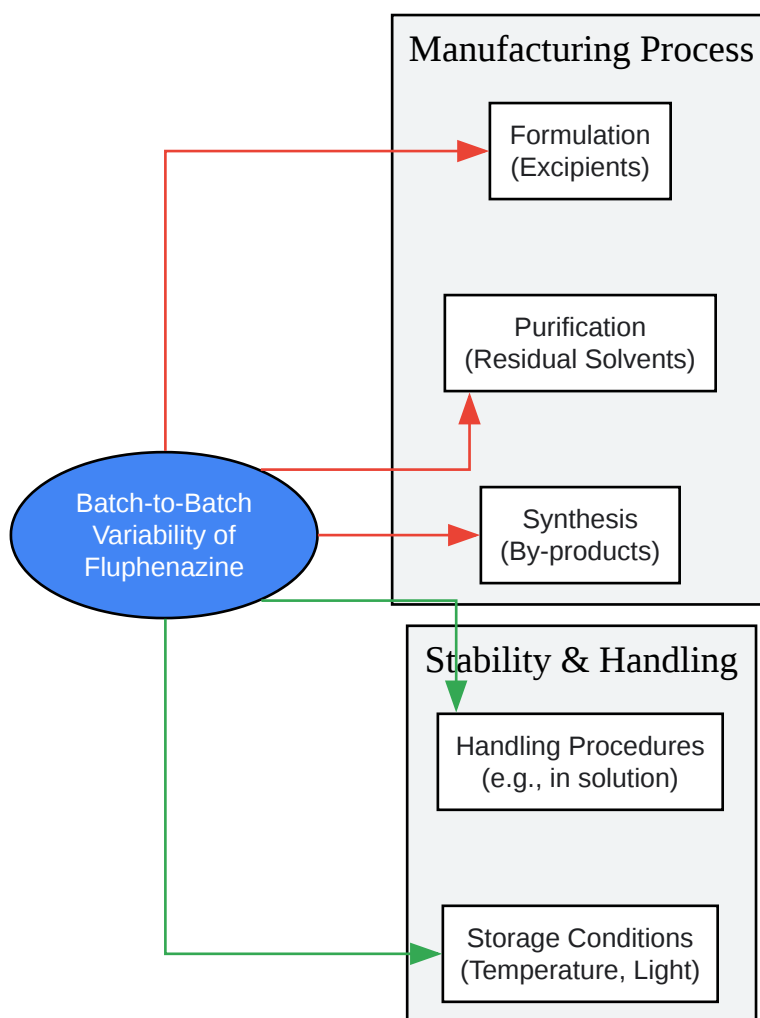 Manufacturing Process
Formulation
(Excipients)
Purification
(Residual Solvents)
Batch-to-Batch
Variability of
Fluphenazine
Synthesis
(By-products)
Stability & Handling
Handling Procedures
(e.g., in solution)
Storage Conditions
(Temperature, Light)